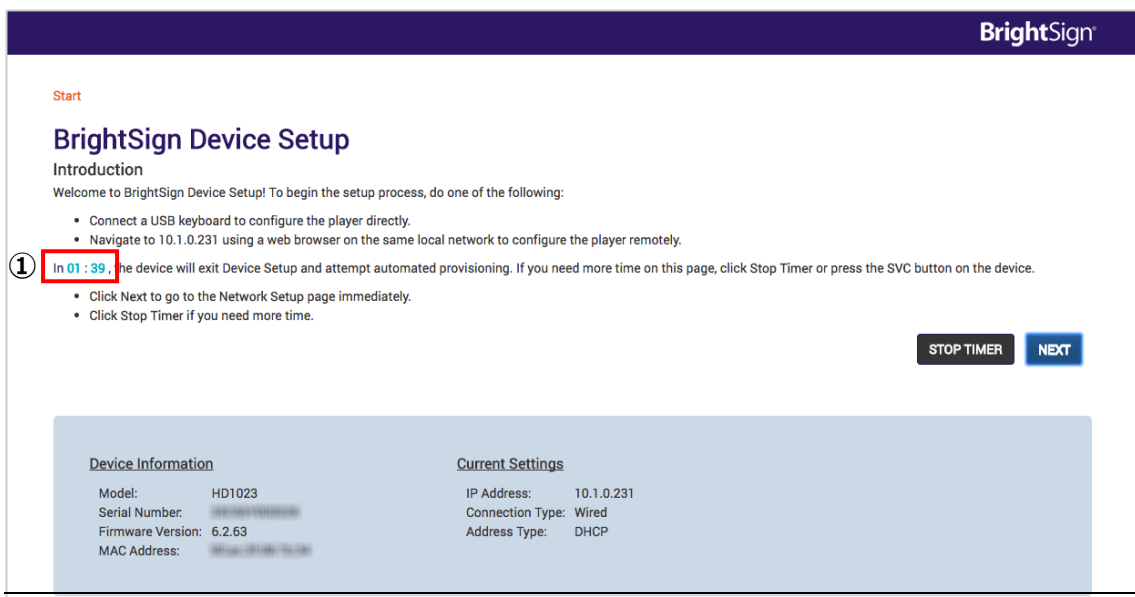 BrightSign®
Start
BrightSign Device Setup
Introduction
Welcome to BrightSign Device Setup! To begin the setup process, do one of the following:
• Connect a USB keyboard to configure the player directly.
• Navigate to 10.1.0.231 using a web browser on the same local network to configure the player remotely.
① In 01 : 39 , the device will exit Device Setup and attempt automated provisioning. If you need more time on this page, click Stop Timer or press the SVC button on the device.
• Click Next to go to the Network Setup page immediately.
• Click Stop Timer if you need more time.
STOP TIMER NEXT
Device Information
Model: HD1023
Serial Number:
Firmware Version: 6.2.63
MAC Address:
Current Settings
IP Address: 10.1.0.231
Connection Type: Wired
Address Type: DHCP